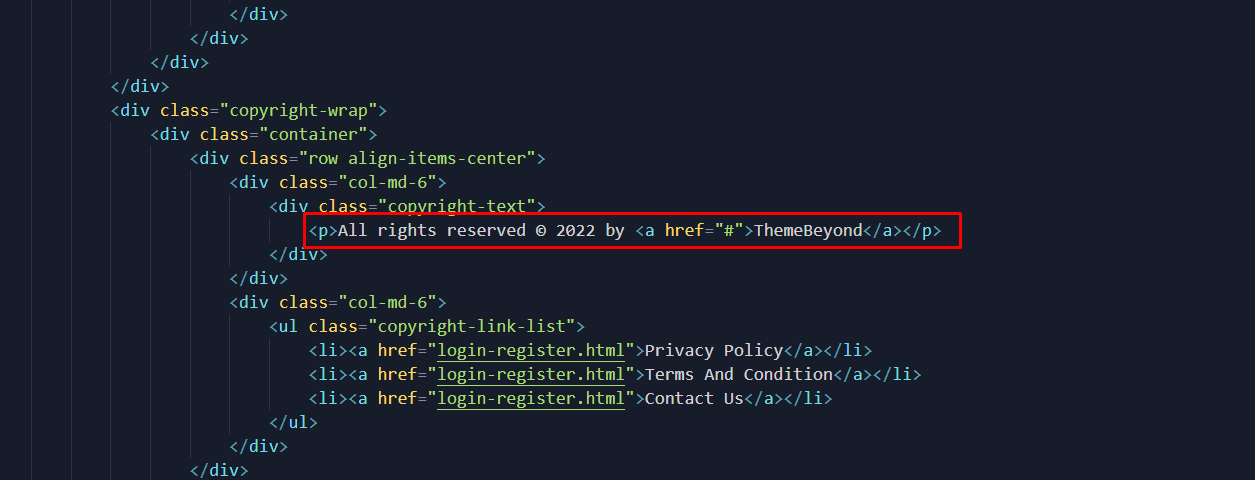 </div>
</div>
</div>
</div>
<div class="copyright-wrap">
<div class="container">
<div class="row align-items-center">
<div class="col-md-6">
<div class="copyright-text">
<p>All rights reserved © 2022 by <a href="#">ThemeBeyond</a></p>
</div>
</div>
<div class="col-md-6">
<ul class="copyright-link-list">
<li><a href="login-register.html">Privacy Policy</a></li>
<li><a href="login-register.html">Terms And Condition</a></li>
<li><a href="login-register.html">Contact Us</a></li>
</ul>
</div>
</div>